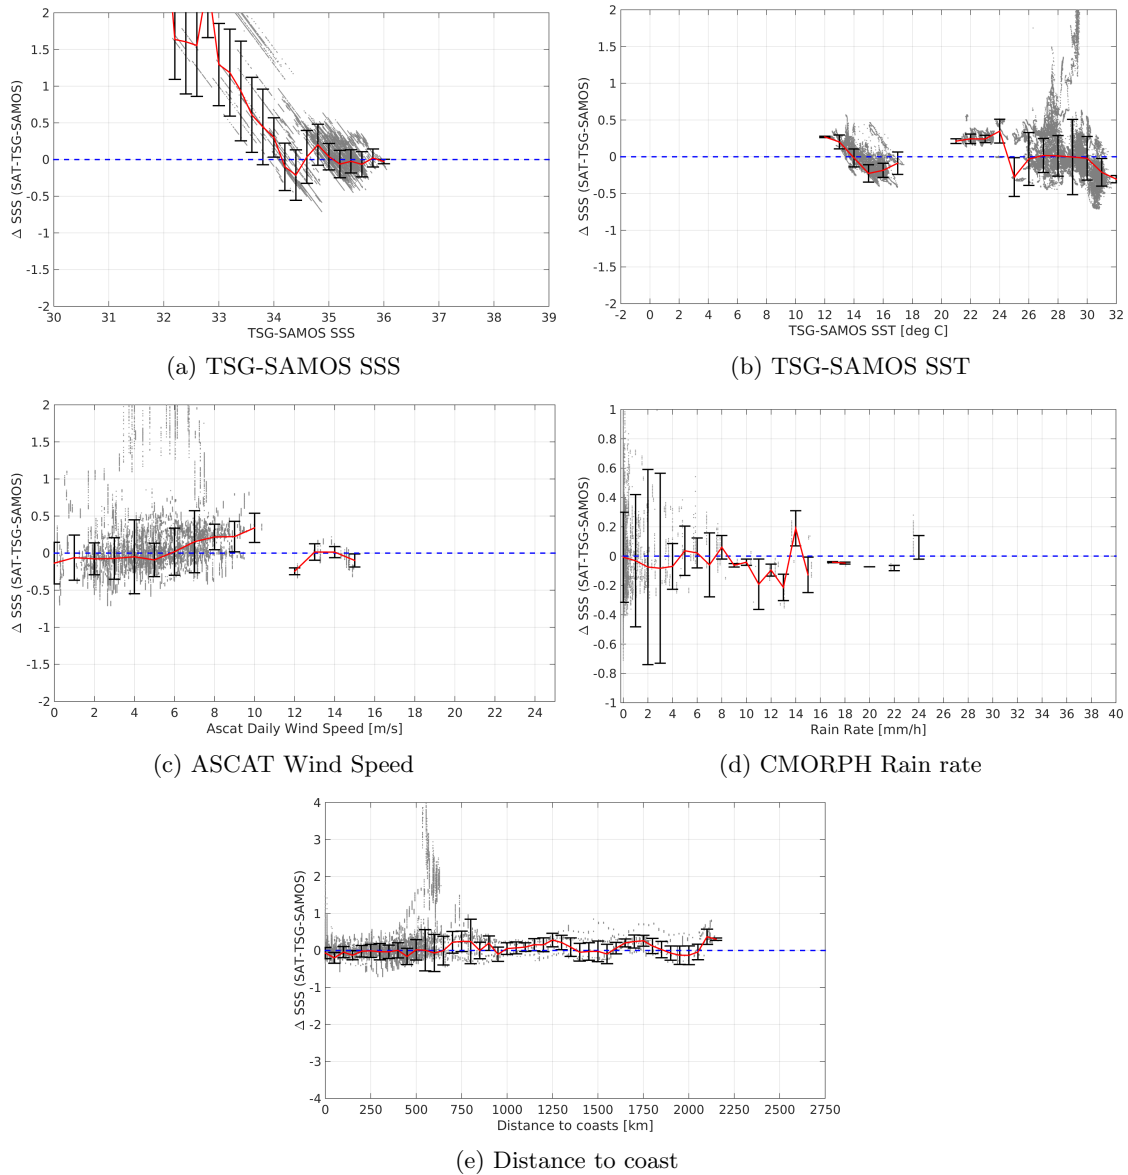 2
1.5
1
0.5
0
-0.5
-1
-1.5
-2
Δ SSS (SAT-TSG-SAMOS)
30 31 32 33 34 35 36 37 38 39
TSG-SAMOS SSS
(a) TSG-SAMOS SSS
2
1.5
1
0.5
0
-0.5
-1
-1.5
-2
Δ SSS (SAT-TSG-SAMOS)
-2 0 2 4 6 8 10 12 14 16 18 20 22 24 26 28 30 32
TSG-SAMOS SST [deg C]
(b) TSG-SAMOS SST
2
1.5
1
0.5
0
-0.5
-1
-1.5
-2
Δ SSS (SAT-TSG-SAMOS)
0 2 4 6 8 10 12 14 16 18 20 22 24
Ascat Daily Wind Speed [m/s]
(c) ASCAT Wind Speed
1
0.8
0.6
0.4
0.2
0
-0.2
-0.4
-0.6
-0.8
-1
Δ SSS (SAT-TSG-SAMOS)
0 2 4 6 8 10 12 14 16 18 20 22 24 26 28 30 32 34 36 38 40
Rain Rate [mm/h]
(d) CMORPH Rain rate
4
3
2
1
0
-1
-2
-3
-4
Δ SSS (SAT-TSG-SAMOS)
0 250 500 750 1000 1250 1500 1750 2000 2250 2500 2750
Distance to coasts [km]
(e) Distance to coast